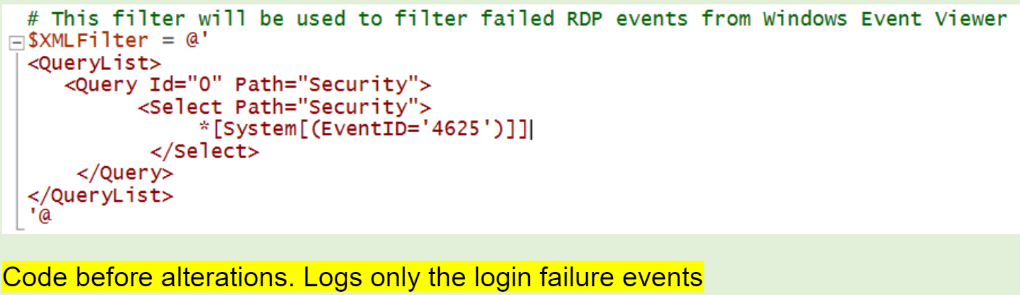 # This filter will be used to filter failed RDP events from Windows Event Viewer
$XMLFilter = @'
<QueryList>
   <Query Id="0" Path="Security">
         <Select Path="Security">
              *[System[(EventID='4625')]]
          </Select>
    </Query>
</QueryList>
'@
Code before alterations. Logs only the login failure events